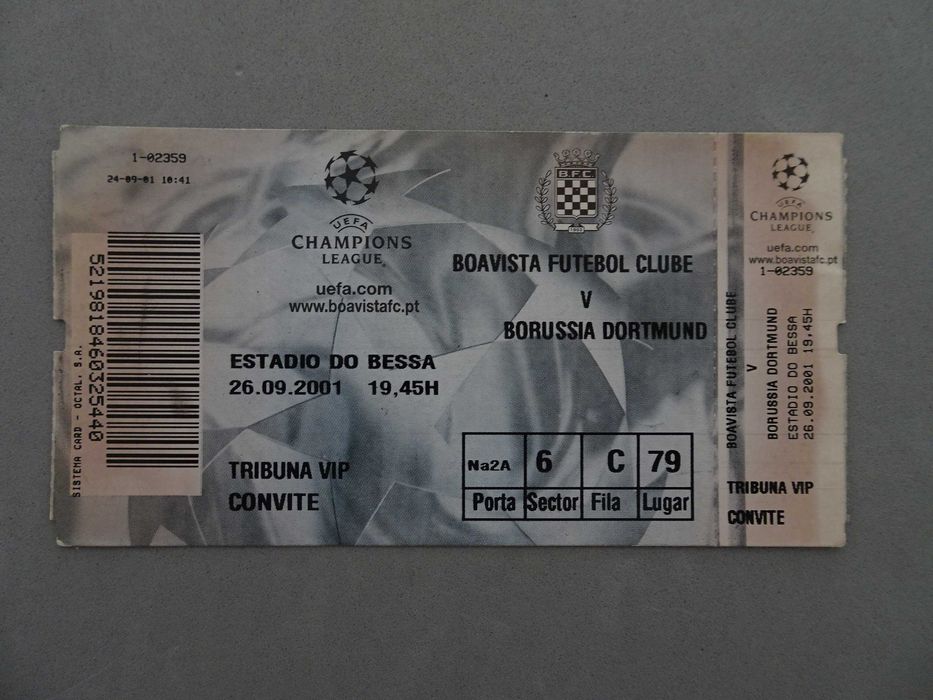 1-02359
24-09-01 10:41
5219818460325440
SISTEMA CARD - OCTAL, S.A.
UEFA
CHAMPIONS
LEAGUE
uefa.com
www.boavistafc.pt
B.F.C.
BOAVISTA FUTEBOL CLUBE
V
BORUSSIA DORTMUND
ESTADIO DO BESSA
26.09.2001 19,45H
TRIBUNA VIP
CONVITE
Na2A 6 C 79
Porta Sector Fila Lugar
UEFA
CHAMPIONS
LEAGUE
uefa.com
www.boavistafc.pt
1-02359
BOAVISTA FUTEBOL CLUBE
V
BORUSSIA DORTMUND
ESTADIO DO BESSA
26.09.2001 19,45H
TRIBUNA VIP
CONVITE